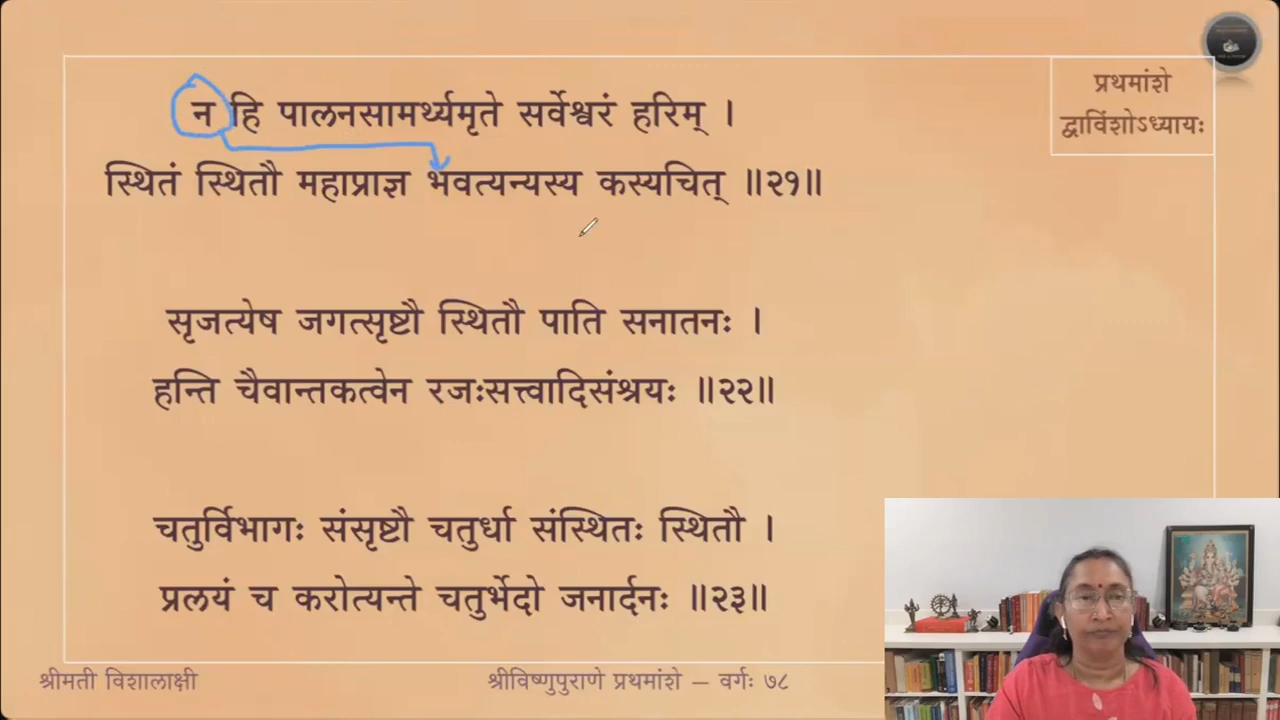 प्रथमांशे
द्वाविंशोऽध्यायः
न हि पालनसामर्थ्यमृते सर्वेश्वरं हरिम् ।
स्थितं स्थितौ महाप्राज्ञ भवत्यन्यस्य कस्यचित् ॥२१॥
सृजत्येष जगत्सृष्टौ स्थितौ पाति सनातनः ।
हन्ति चैवान्तकत्वेन रजःसत्त्वादिसंश्रयः ॥२२॥
चतुर्विभागः संसृष्टौ चतुर्धा संस्थितः स्थितौ ।
प्रलयं च करोत्यन्ते चतुर्भेदो जनार्दनः ॥२३॥
श्रीमती विशालाक्षी
श्रीविष्णुपुराणे प्रथमांशे – वर्गः ७८